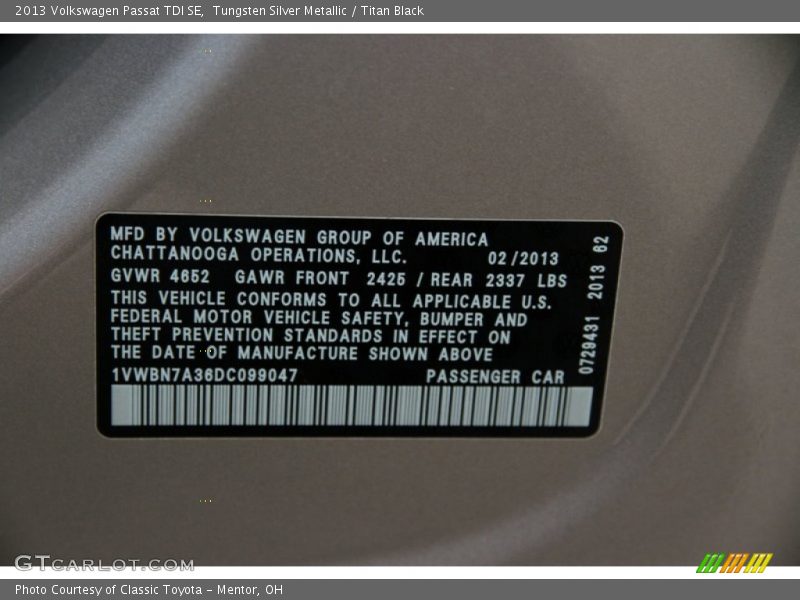 2013 Volkswagen Passat TDI SE, Tungsten Silver Metallic / Titan Black
MFD BY VOLKSWAGEN GROUP OF AMERICA
CHATTANOOGA OPERATIONS, LLC. 02/2013
GVWR 4652 GAWR FRONT 2425 / REAR 2337 LBS
THIS VEHICLE CONFORMS TO ALL APPLICABLE U.S.
FEDERAL MOTOR VEHICLE SAFETY, BUMPER AND
THEFT PREVENTION STANDARDS IN EFFECT ON
THE DATE OF MANUFACTURE SHOWN ABOVE
1VWBN7A36DC099047 PASSENGER CAR
0729431 2013 62
GTCARLOT.COM
Photo Courtesy of Classic Toyota - Mentor, OH